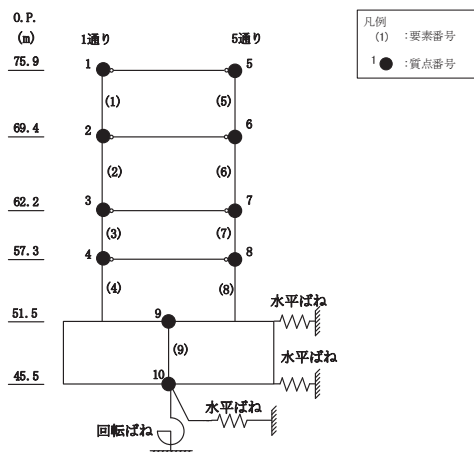 O.P.
(m)
1通り
5通り
凡例
(1) :要素番号
1 :質点番号
75.9
1
5
(1)
(5)
69.4
2
6
(2)
(6)
62.2
3
7
(3)
(7)
57.3
4
8
(4)
(8)
水平ばね
51.5
9
(9)
水平ばね
45.5
10
水平ばね
回転ばね